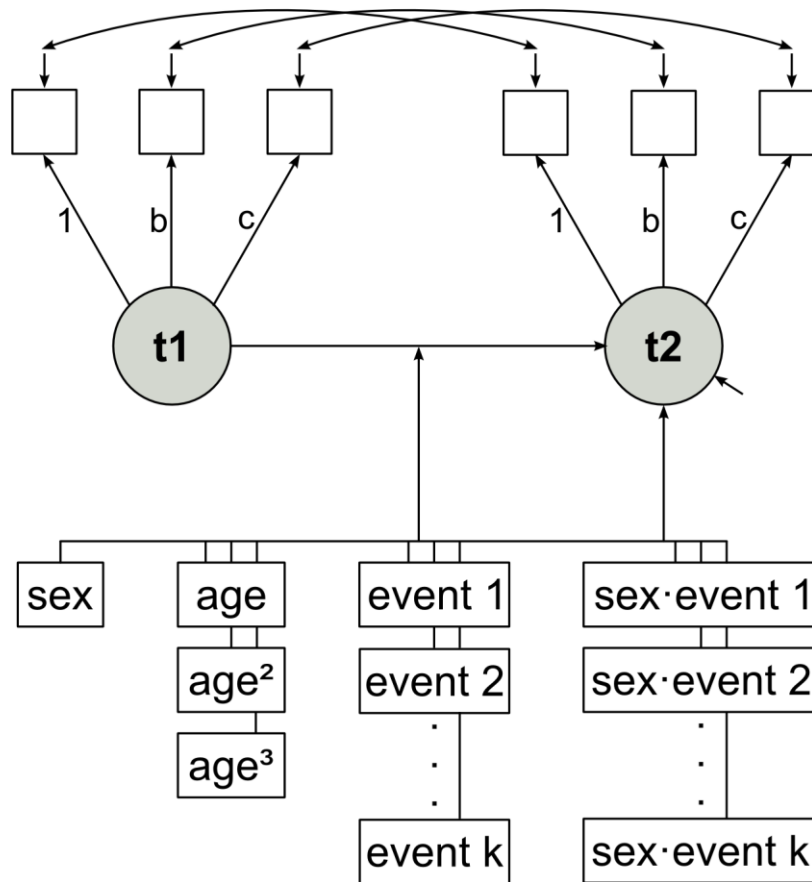 1 b c 1 b c
t1 t2
sex age event 1 sex·event 1
age² event 2 sex·event 2
age³
event k sex·event k